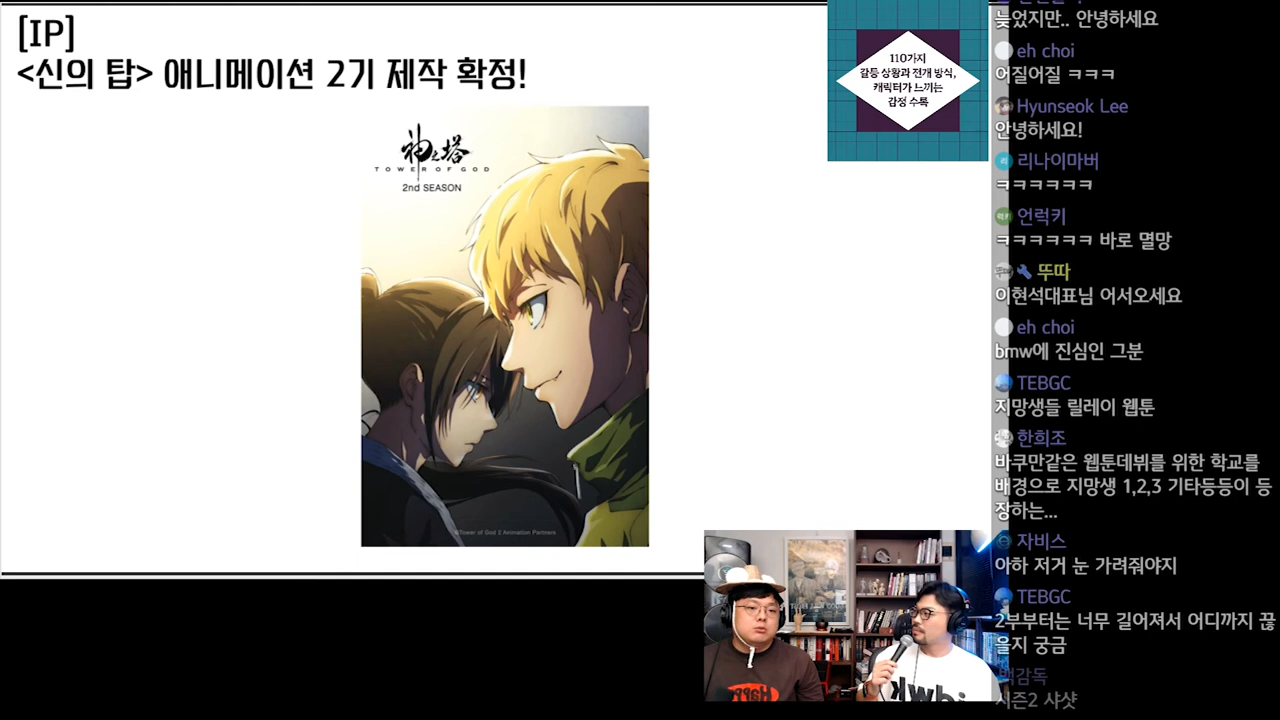 [IP]
<신의 탑> 애니메이션 2기 제작 확정!
神之塔
TOWER OF GOD
2nd SEASON
©Tower of God 2 Animation Partners
110가지
갈등 상황과 전개 방식,
캐릭터가 느끼는
감정 수록
늦었지만.. 안녕하세요
eh choi
어질어질 ㅋㅋㅋ
Hyunseok Lee
안녕하세요!
리 리나이마버
ㅋㅋㅋㅋㅋㅋ
럭키 언럭키
ㅋㅋㅋㅋㅋㅋ 바로 멸망
뚜따
이현석대표님 어서오세요
eh choi
bmw에 진심인 그분
TEBGC
지망생들 릴레이 웹툰
한희조
바쿠만같은 웹툰데뷔를 위한 학교를
배경으로 지망생 1,2,3 기타등등이 등
장하는...
자비스
아하 저거 눈 가려줘야지
TEBGC
2부부터는 너무 길어져서 어디까지 끊
을지 궁금
백감독
시즌2 샤샷